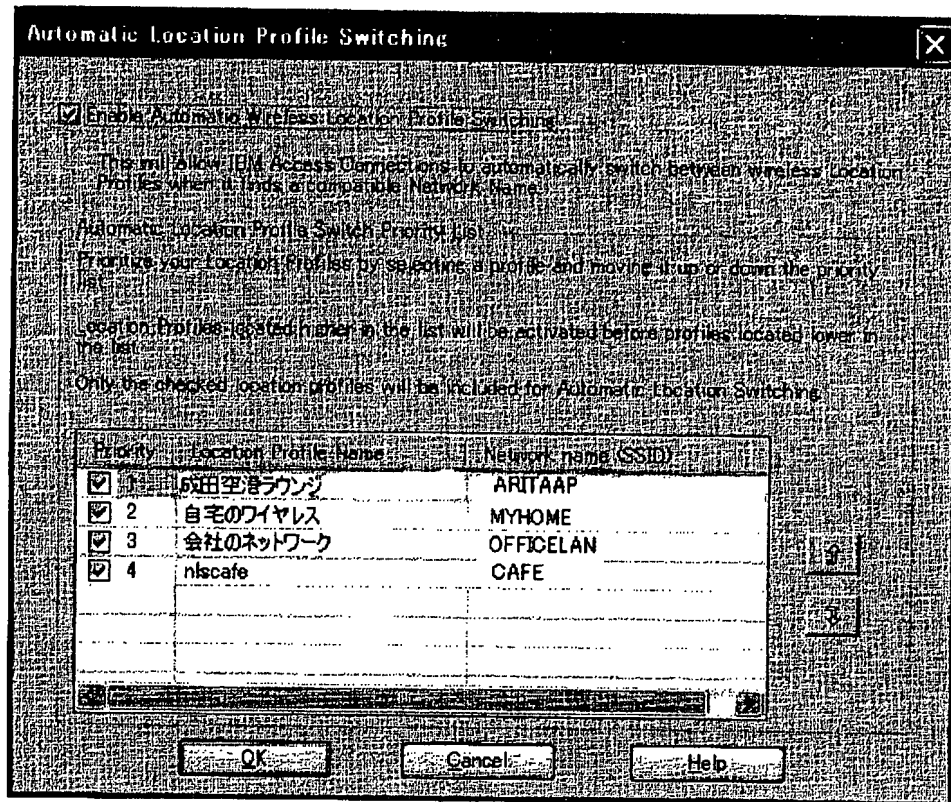 Automatic Location Profile Switching
Enable Automatic Wireless Location Profile Switching
This will allow IBM Access Connections to automatically switch between wireless Location
Profiles when it finds a compatible Network Name.
Automatic Location Profile Switch Priority List
Prioritize your Location Profiles by selecting a profile and moving it up or down the priority
list.
Location Profiles located higher in the list will be activated before profiles located lower in
the list.
Only the checked location profiles will be included for Automatic Location Switching.
Priority Location Profile Name Network name (SSID)
1 成田空港ラウンジ ARITAAP
2 自宅のワイヤレス MYHOME
3 会社のネットワーク OFFICELAN
4 nlscafe CAFE
OK Cancel Help